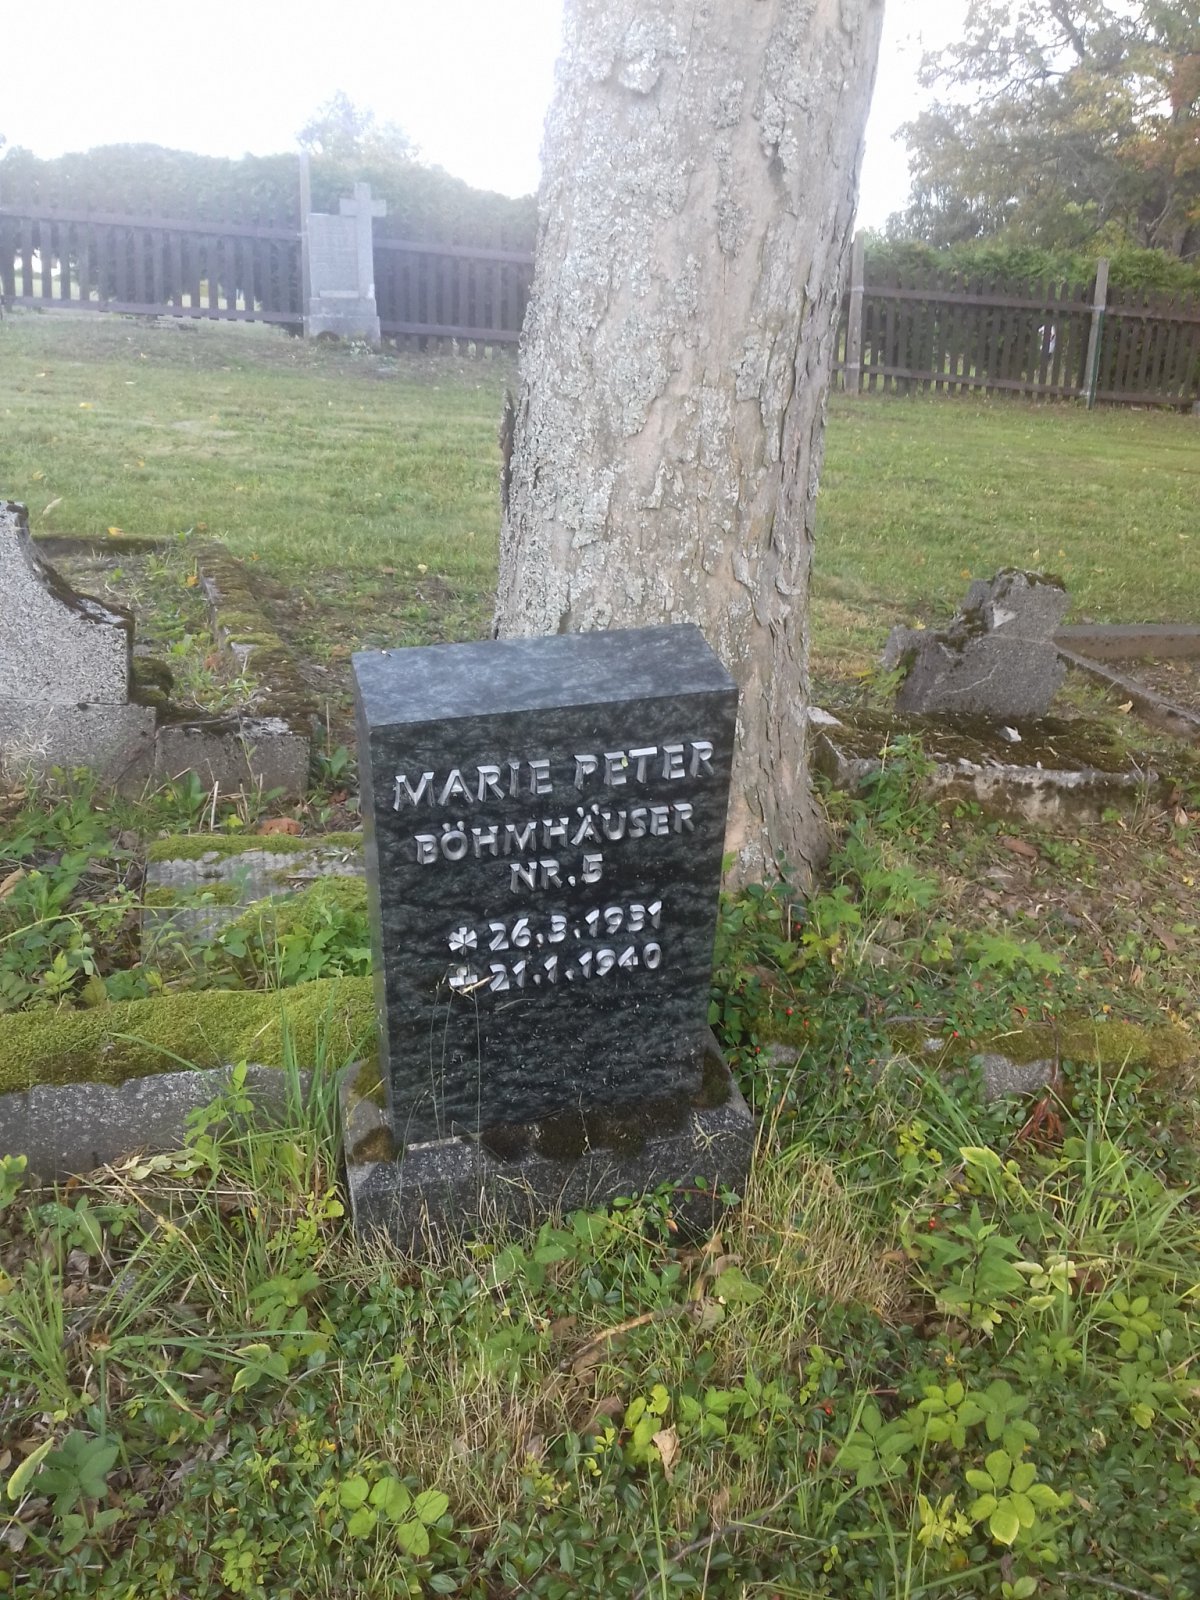 MARIE PETER
BÖHMHÄUSER
NR. 5
* 26.3.1931
✝ 21.1.1940